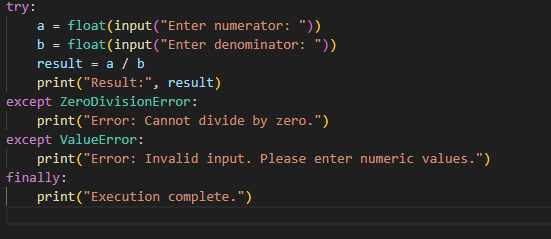 try:
    a = float(input("Enter numerator: "))
    b = float(input("Enter denominator: "))
    result = a / b
    print("Result:", result)
except ZeroDivisionError:
    print("Error: Cannot divide by zero.")
except ValueError:
    print("Error: Invalid input. Please enter numeric values.")
finally:
    print("Execution complete.")